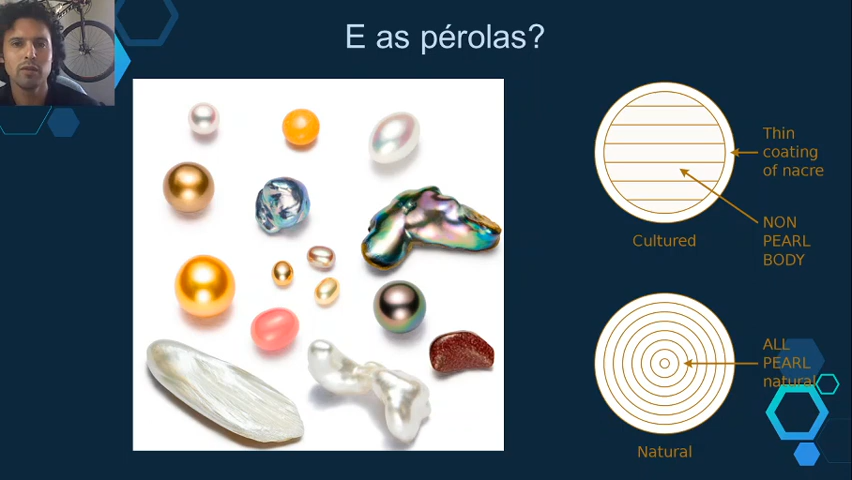 E as pérolas?
Thin
coating
of nacre
NON
PEARL
BODY
Cultured
ALL
PEARL
natural
Natural